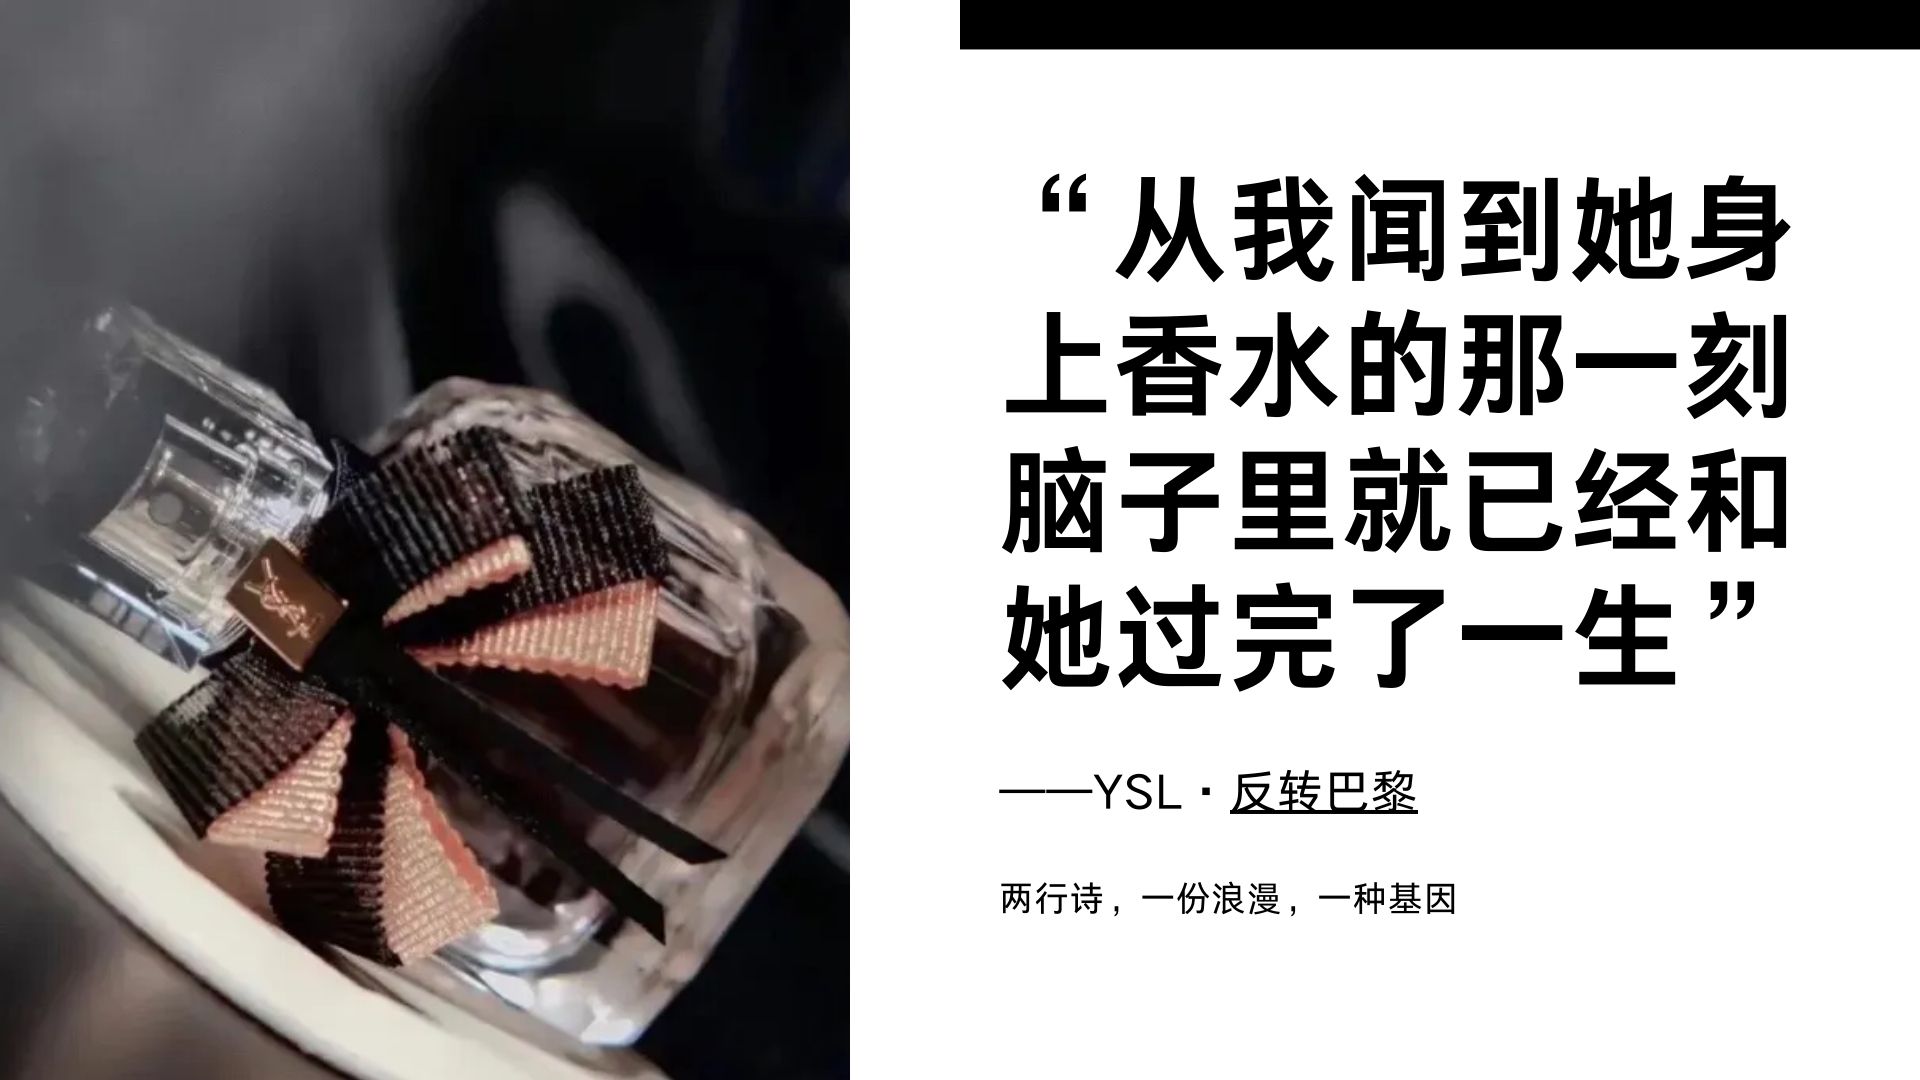 “从我闻到她身
上香水的那一刻
脑子里就已经和
她过完了一生”
——YSL·反转巴黎
两行诗，一份浪漫，一种基因
YSL